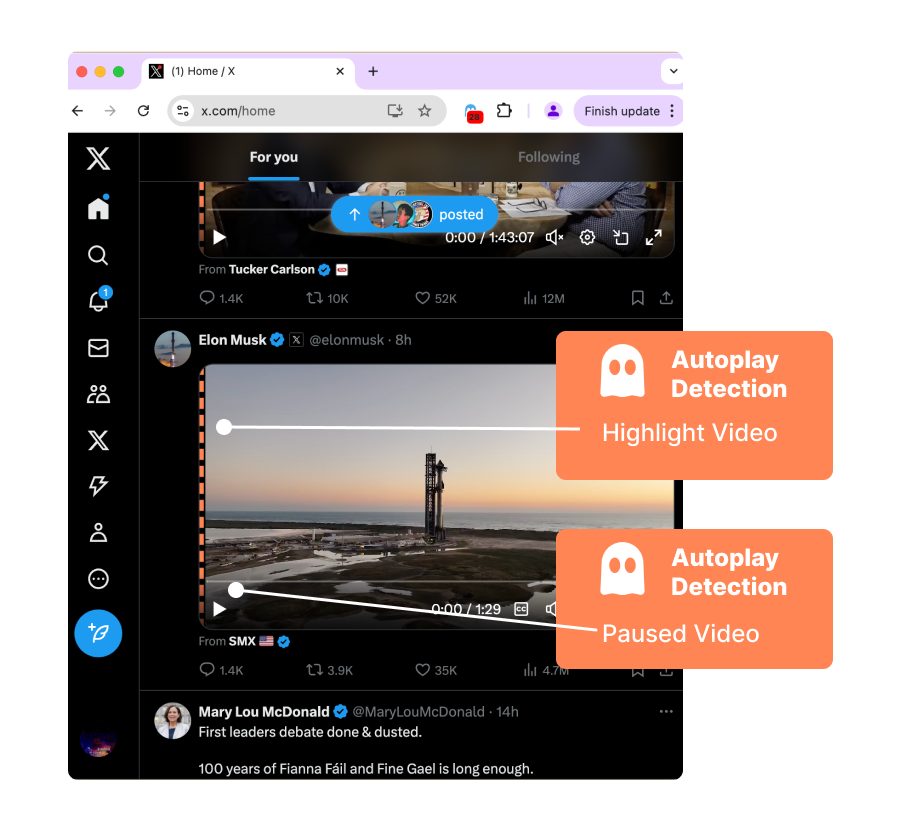 (1) Home / X
x.com/home
28
Finish update
For you
Following
posted
0:00 / 1:43:07
From Tucker Carlson
1.4K
10K
52K
12M
1
Elon Musk
@elonmusk · 8h
Autoplay
Detection
Highlight Video
Autoplay
Detection
Paused Video
0:00 / 1:29
CC
From SMX
1.4K
3.9K
35K
4.7M
Mary Lou McDonald @MaryLouMcDonald · 14h
First leaders debate done & dusted.
100 years of Fianna Fáil and Fine Gael is long enough.